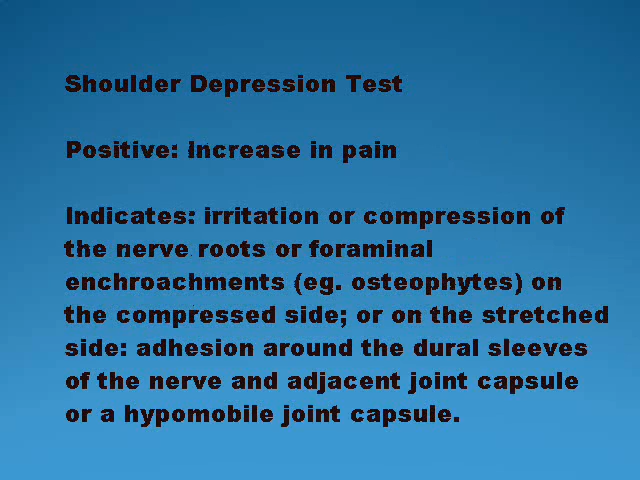 Shoulder Depression Test
Positive: Increase in pain
Indicates: irritation or compression of
the nerve roots or foraminal
enchroachments (eg. osteophytes) on
the compressed side; or on the stretched
side: adhesion around the dural sleeves
of the nerve and adjacent joint capsule
or a hypomobile joint capsule.